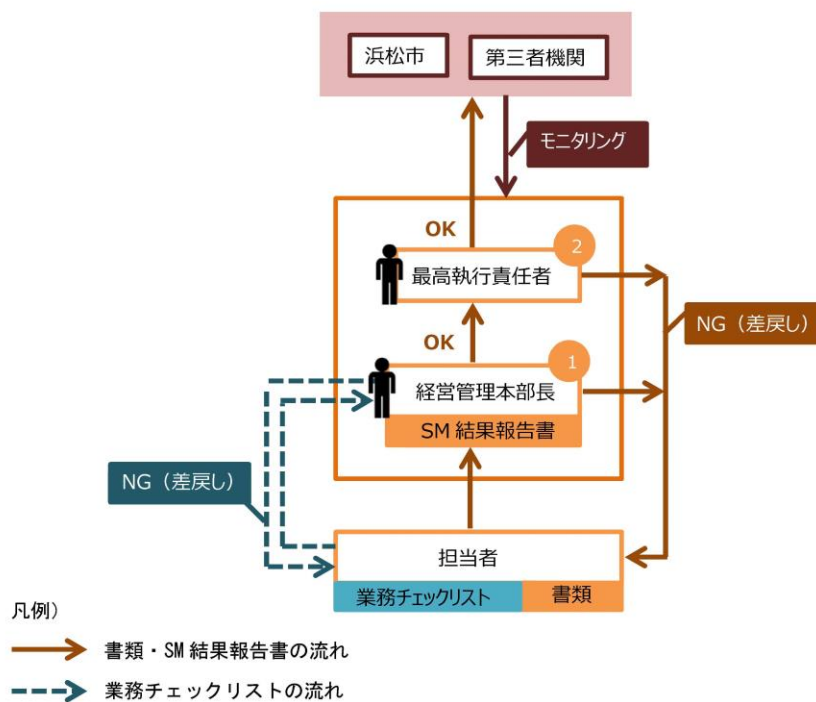 浜松市
第三者機関
モニタリング
OK
2
最高執行責任者
NG（差戻し）
OK
1
経営管理本部長
SM 結果報告書
NG（差戻し）
担当者
業務チェックリスト
書類
凡例）
書類・SM 結果報告書の流れ
業務チェックリストの流れ